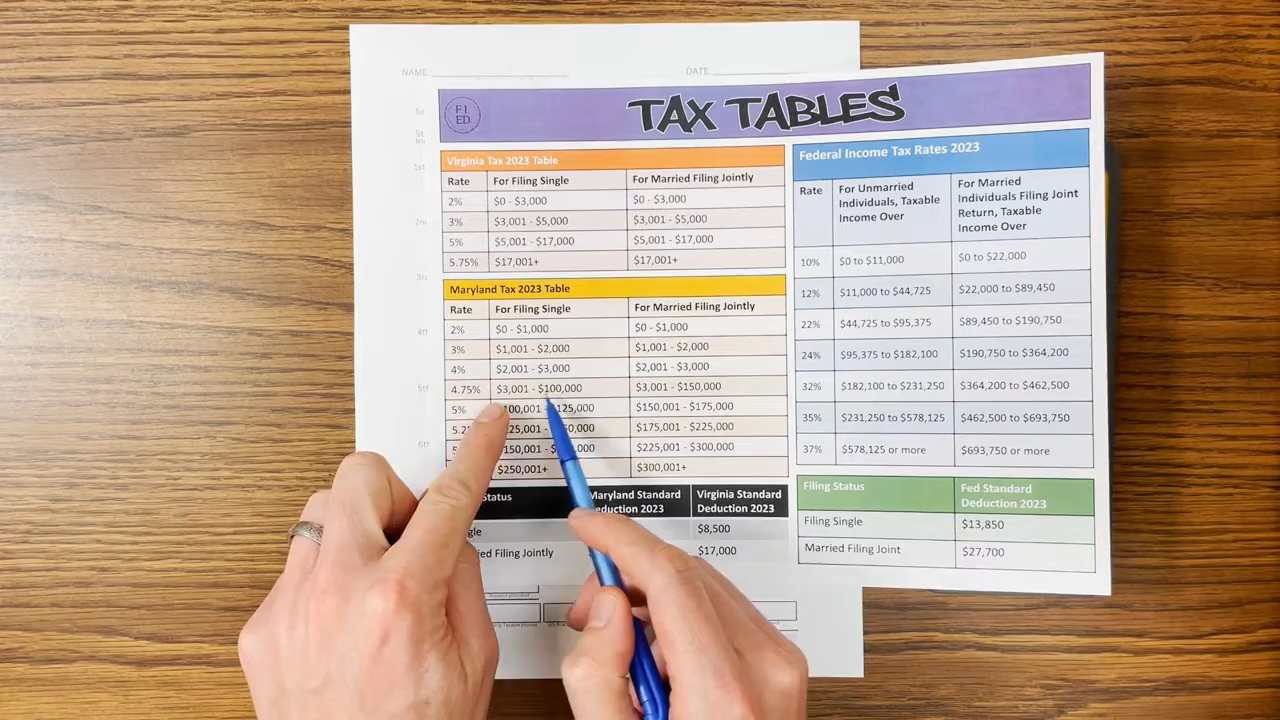 NAME DATE
F I
ED.
TAX TABLES
Virginia Tax 2023 Table
Rate For Filing Single For Married Filing Jointly
2% $0 - $3,000 $0 - $3,000
3% $3,001 - $5,000 $3,001 - $5,000
5% $5,001 - $17,000 $5,001 - $17,000
5.75% $17,001+ $17,001+
Maryland Tax 2023 Table
Rate For Filing Single For Married Filing Jointly
2% $0 - $1,000 $0 - $1,000
3% $1,001 - $2,000 $1,001 - $2,000
4% $2,001 - $3,000 $2,001 - $3,000
4.75% $3,001 - $100,000 $3,001 - $150,000
5% 100,001 - 125,000 $150,001 - $175,000
$175,001 - $225,000
$225,001 - $300,000
$250,001+ $300,001+
Status Maryland Standard Virginia Standard
Deduction 2023 Deduction 2023
$8,500
Filing Jointly $17,000
Federal Income Tax Rates 2023
Rate For Unmarried Individuals, Taxable Income Over For Married Individuals Filing Joint Return, Taxable Income Over
10% $0 to $11,000 $0 to $22,000
12% $11,000 to $44,725 $22,000 to $89,450
22% $44,725 to $95,375 $89,450 to $190,750
24% $95,375 to $182,100 $190,750 to $364,200
32% $182,100 to $231,250 $364,200 to $462,500
35% $231,250 to $578,125 $462,500 to $693,750
37% $578,125 or more $693,750 or more
Filing Status Fed Standard
Deduction 2023
Filing Single $13,850
Married Filing Joint $27,700
1st
3rd
4th
5th